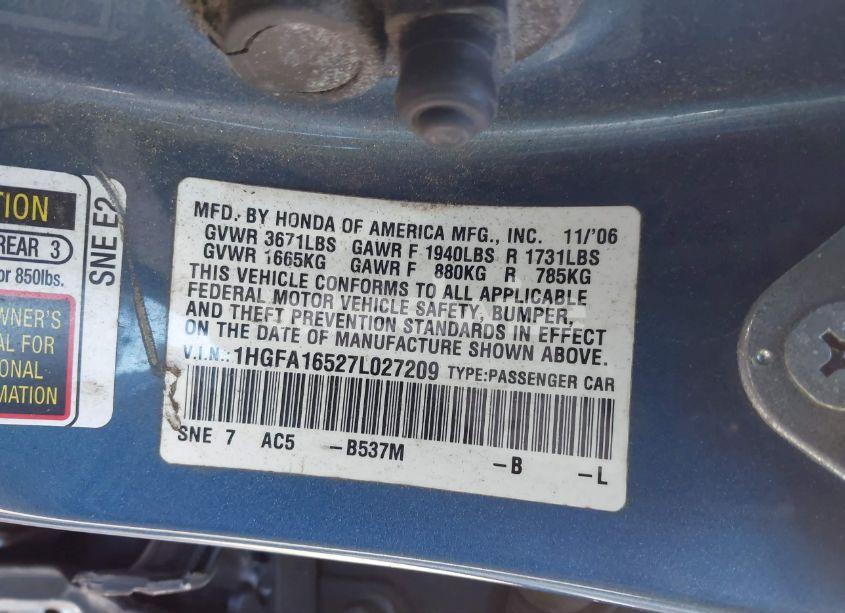 TION
REAR 3
or 850lbs.
WNER'S
AL FOR
IONAL
RMATION
SNE E2
MFD. BY HONDA OF AMERICA MFG., INC. 11/'06
GVWR 3671LBS GAWR F 1940LBS R 1731LBS
GVWR 1665KG GAWR F 880KG R 785KG
THIS VEHICLE CONFORMS TO ALL APPLICABLE
FEDERAL MOTOR VEHICLE SAFETY, BUMPER,
AND THEFT PREVENTION STANDARDS IN EFFECT
ON THE DATE OF MANUFACTURE SHOWN ABOVE.
V.I.N.: 1HGFA16527L027209 TYPE:PASSENGER CAR
SNE 7 AC5 -B537M -B -L